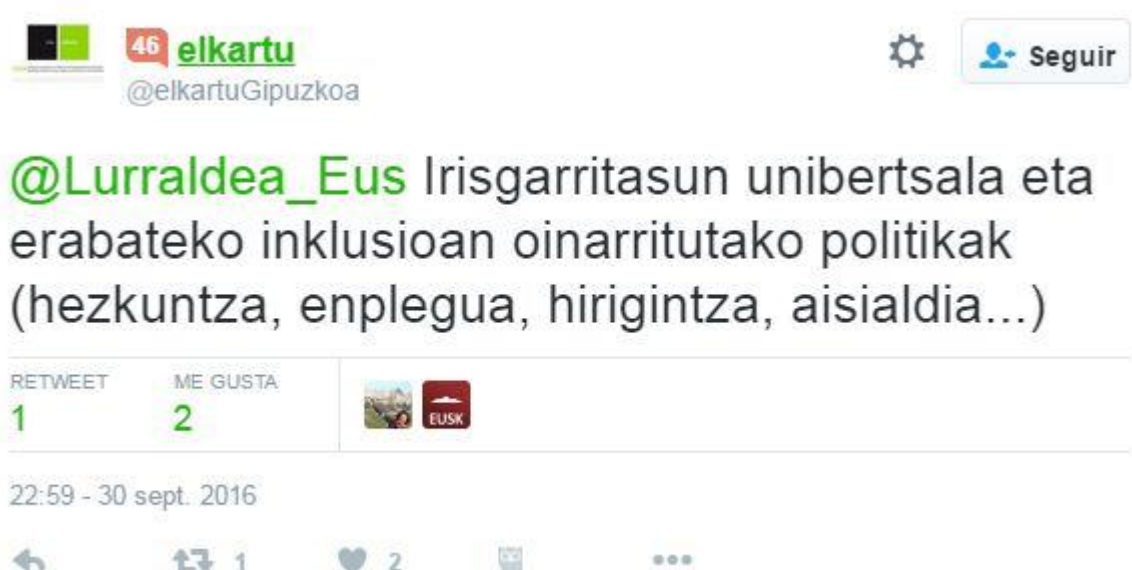 46 elkartu
@elkartuGipuzkoa
Seguir
@Lurraldea_Eus Irisgarritasun unibertsala eta
erabateko inklusioan oinarritutako politikak
(hezkuntza, enplegua, hirigintza, aisialdia...)
RETWEET ME GUSTA
1 2
EUSK
22:59 - 30 sept. 2016
1 2